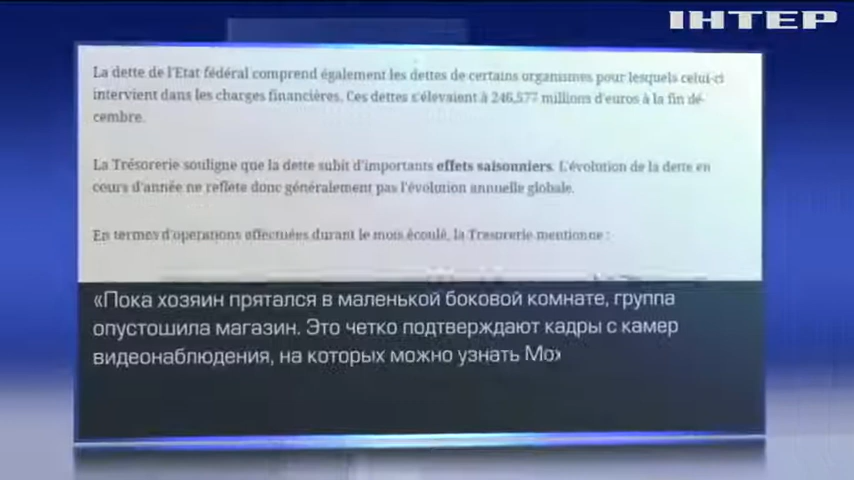 ІНТЕР
La dette de l'Etat fédéral comprend également les dettes de certains organismes pour lesquels celui-ci
intervient dans les charges financières. Ces dettes s'élevaient à 246,577 millions d'euros à la fin dé-
cembre.
La Trésorerie souligne que la dette subit d'importants effets saisonniers. L'évolution de la dette en
cours d'année ne reflète donc généralement pas l'évolution annuelle globale.
En termes d'operations effectuées durant le mois écoulé, la Tresorerie mentionne :
«Пока хозяин прятался в маленькой боковой комнате, группа
опустошила магазин. Это четко подтверждают кадры с камер
видеонаблюдения, на которых можно узнать Мо